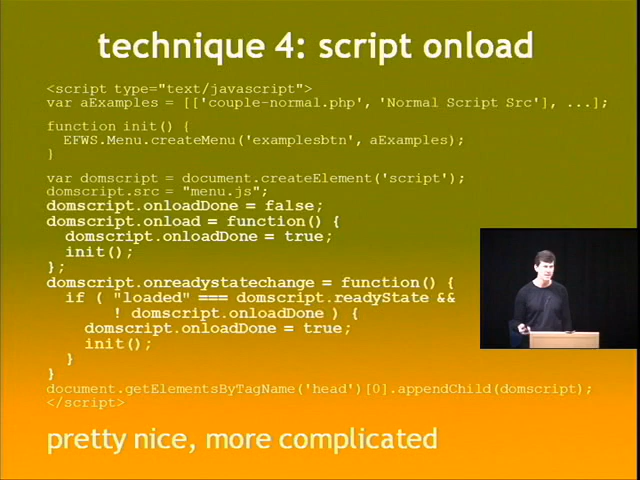 technique 4: script onload
<script type="text/javascript">
var aExamples = [['couple-normal.php', 'Normal Script Src'], ...];
function init() {
EFWS.Menu.createMenu('examplesbtn', aExamples);
}
var domscript = document.createElement('script');
domscript.src = "menu.js";
domscript.onloadDone = false;
domscript.onload = function() {
domscript.onloadDone = true;
init();
};
domscript.onreadystatechange = function() {
if ( "loaded" === domscript.readyState &&
! domscript.onloadDone ) {
domscript.onloadDone = true;
init();
}
}
document.getElementsByTagName('head')[0].appendChild(domscript);
</script>
pretty nice, more complicated